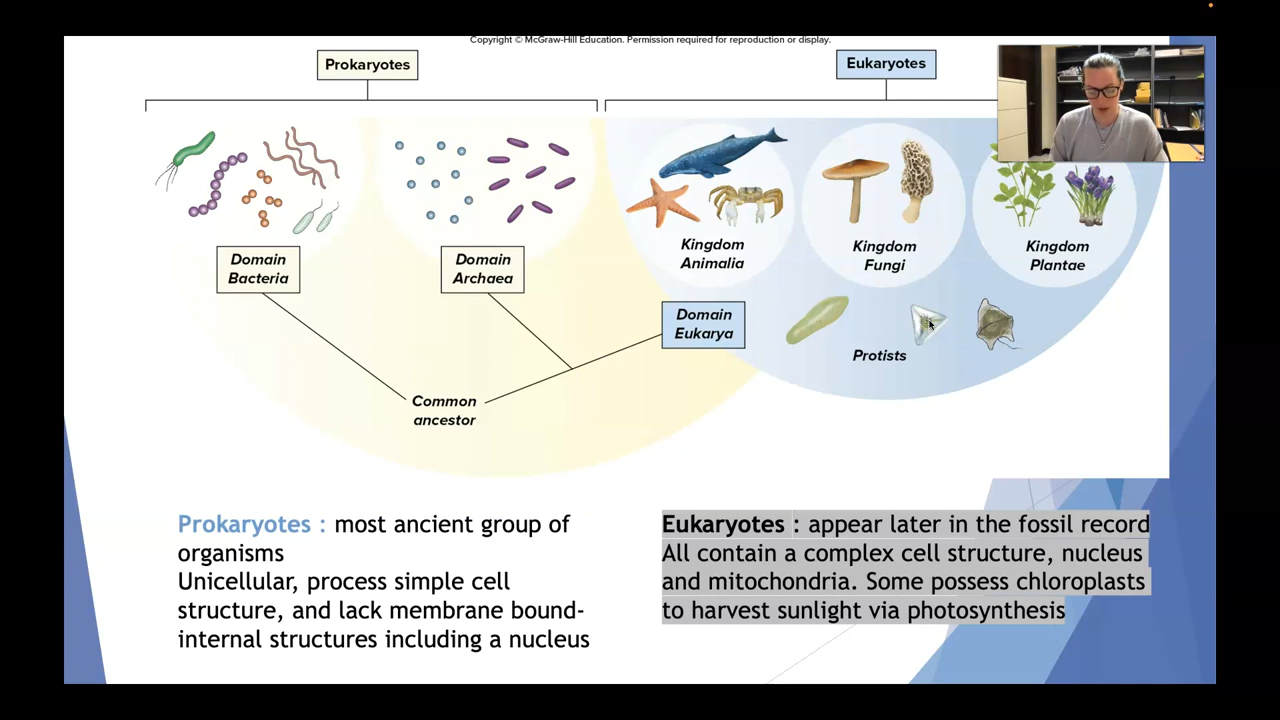 Copyright © McGraw-Hill Education. Permission required for reproduction or display.
Prokaryotes
Eukaryotes
Domain
Bacteria
Domain
Archaea
Kingdom
Animalia
Kingdom
Fungi
Kingdom
Plantae
Domain
Eukarya
Protists
Common
ancestor
Prokaryotes : most ancient group of
organisms
Unicellular, process simple cell
structure, and lack membrane bound-
internal structures including a nucleus
Eukaryotes : appear later in the fossil record
All contain a complex cell structure, nucleus
and mitochondria. Some possess chloroplasts
to harvest sunlight via photosynthesis